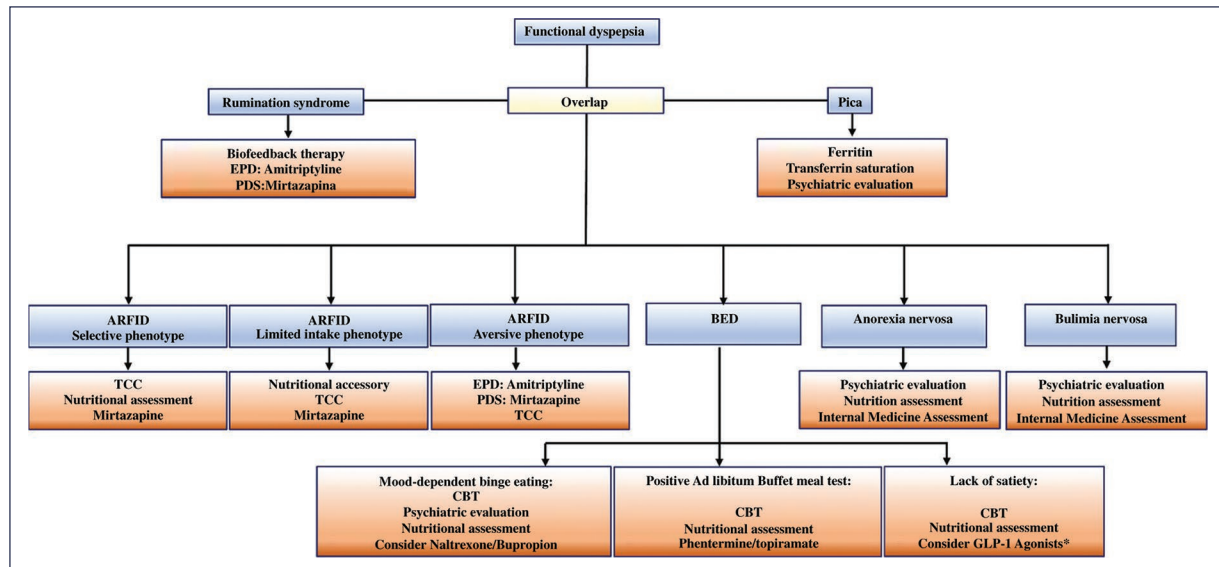 Functional dyspepsia
Rumination syndrome
Overlap
Pica
Biofeedback therapy
EPD: Amitriptyline
PDS:Mirtazapina
Ferritin
Transferrin saturation
Psychiatric evaluation
ARFID
Selective phenotype
ARFID
Limited intake phenotype
ARFID
Aversive phenotype
BED
Anorexia nervosa
Bulimia nervosa
TCC
Nutritional assessment
Mirtazapine
Nutritional accessory
TCC
Mirtazapine
EPD: Amitriptyline
PDS: Mirtazapine
TCC
Psychiatric evaluation
Nutrition assessment
Internal Medicine Assessment
Psychiatric evaluation
Nutrition assessment
Internal Medicine Assessment
Mood-dependent binge eating:
CBT
Psychiatric evaluation
Nutritional assessment
Consider Naltrexone/Bupropion
Positive Ad libitum Buffet meal test:
CBT
Nutritional assessment
Phentermine/topiramate
Lack of satiety:
CBT
Nutritional assessment
Consider GLP-1 Agonists*